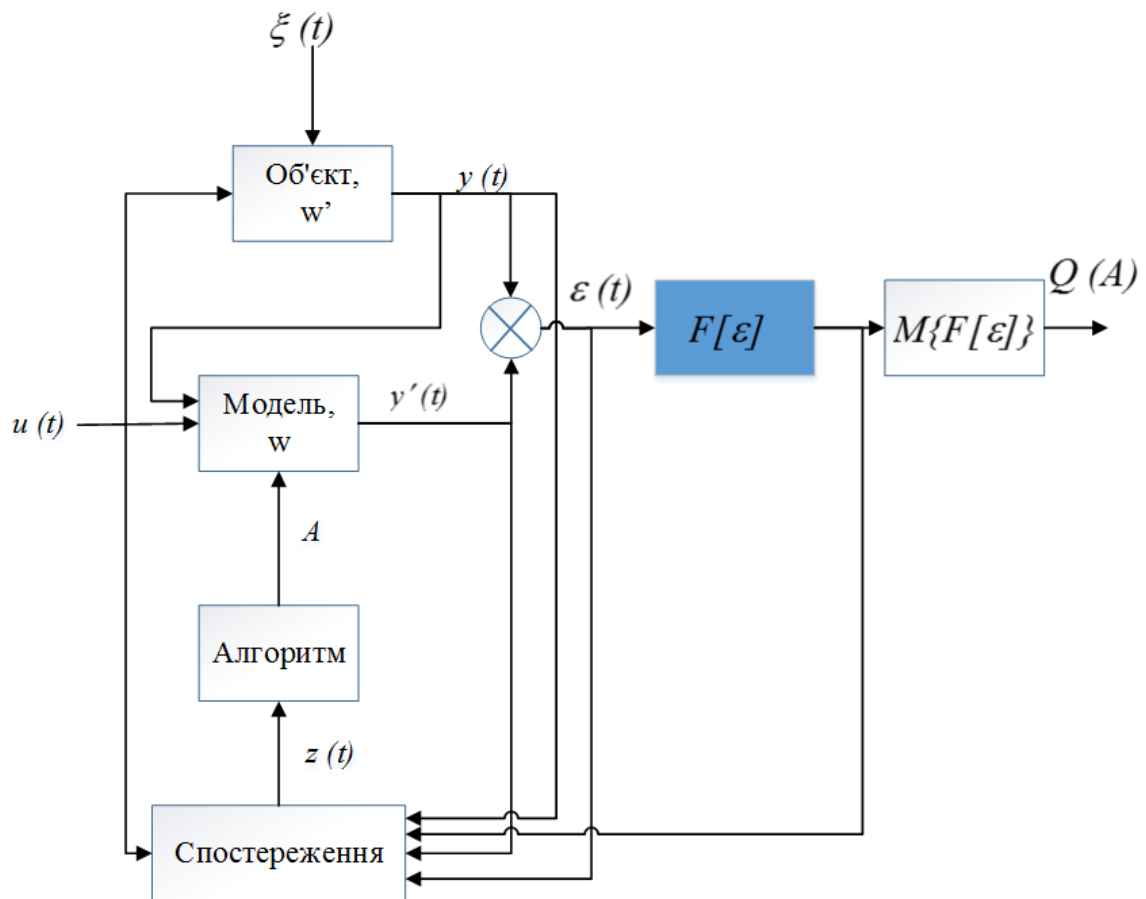 ξ (t)
Об'єкт,
w’
y (t)
ε (t)
F[ε]
M{F[ε]}
Q (A)
Модель,
w
y′ (t)
u (t)
A
Алгоритм
z (t)
Спостереження